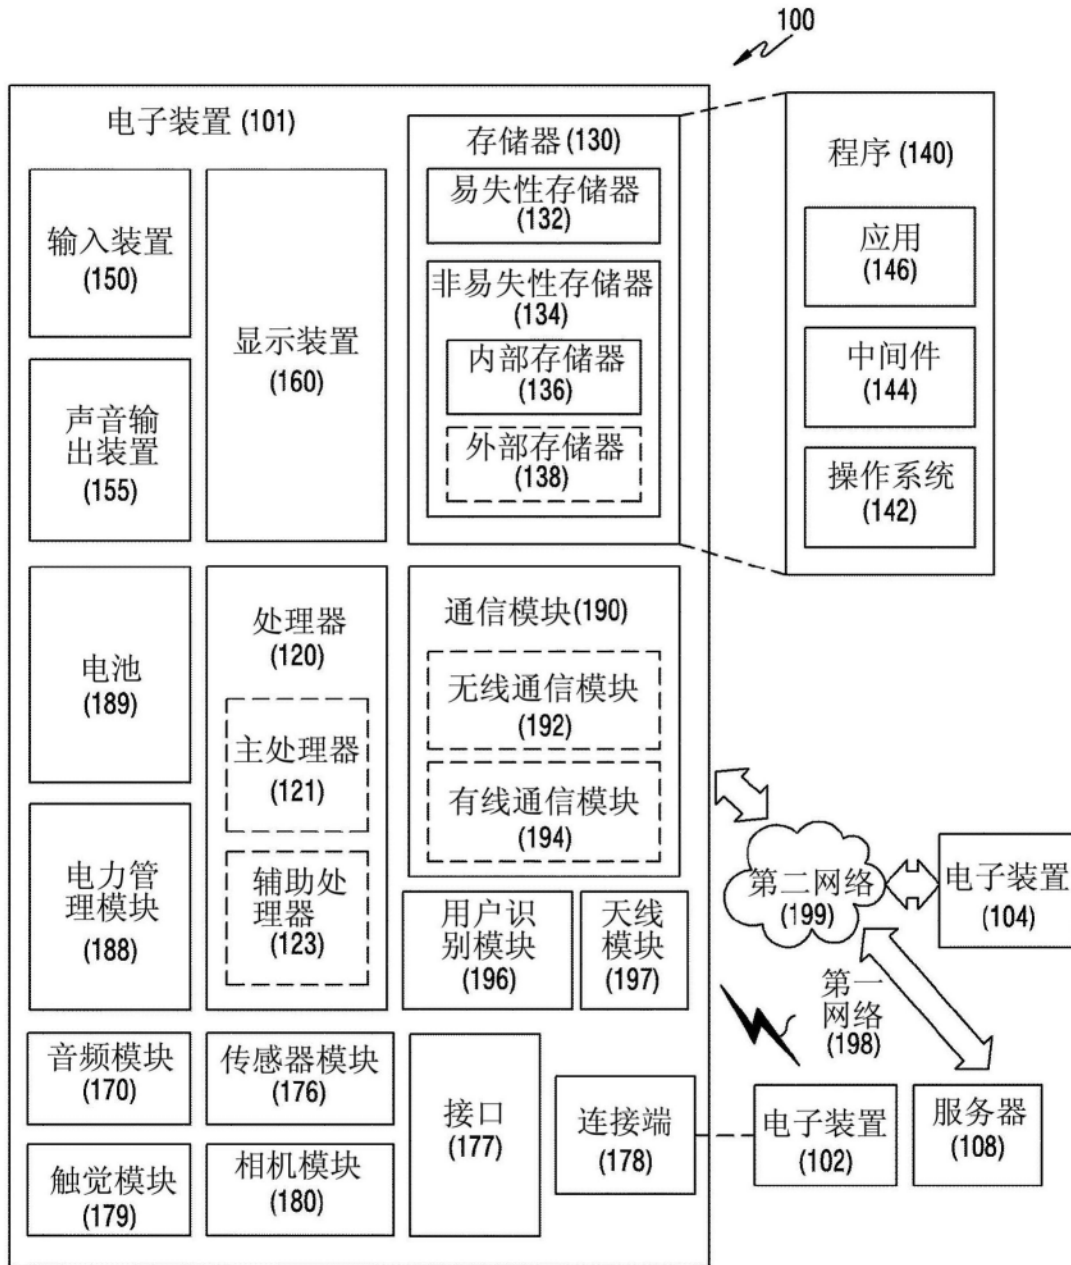 100
电子装置 (101)
输入装置
(150)
声音输
出装置
(155)
显示装置
(160)
存储器 (130)
易失性存储器
(132)
非易失性存储器
(134)
内部存储器
(136)
外部存储器
(138)
程序 (140)
应用
(146)
中间件
(144)
操作系统
(142)
电池
(189)
电力管
理模块
(188)
处理器
(120)
主处理器
(121)
辅助处
理器
(123)
通信模块 (190)
无线通信模块
(192)
有线通信模块
(194)
用户识
别模块
(196)
天线
模块
(197)
第二网络
(199)
电子装置
(104)
第一
网络
(198)
音频模块
(170)
传感器模块
(176)
触觉模块
(179)
相机模块
(180)
接口
(177)
连接端
(178)
电子装置
(102)
服务器
(108)